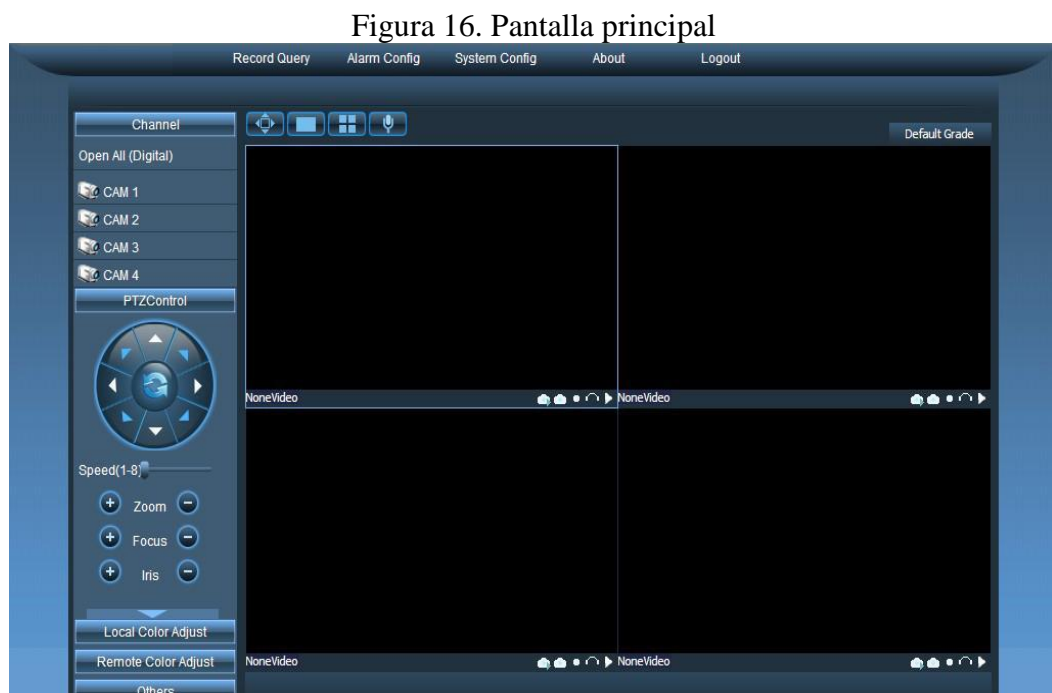 Figura 16. Pantalla principal
Record Query Alarm Config System Config About Logout
Channel
Default Grade
Open All (Digital)
CAM 1
CAM 2
CAM 3
CAM 4
PTZControl
NoneVideo NoneVideo
Speed(1-8)
Zoom
Focus
Iris
Local Color Adjust
Remote Color Adjust
NoneVideo NoneVideo
Others